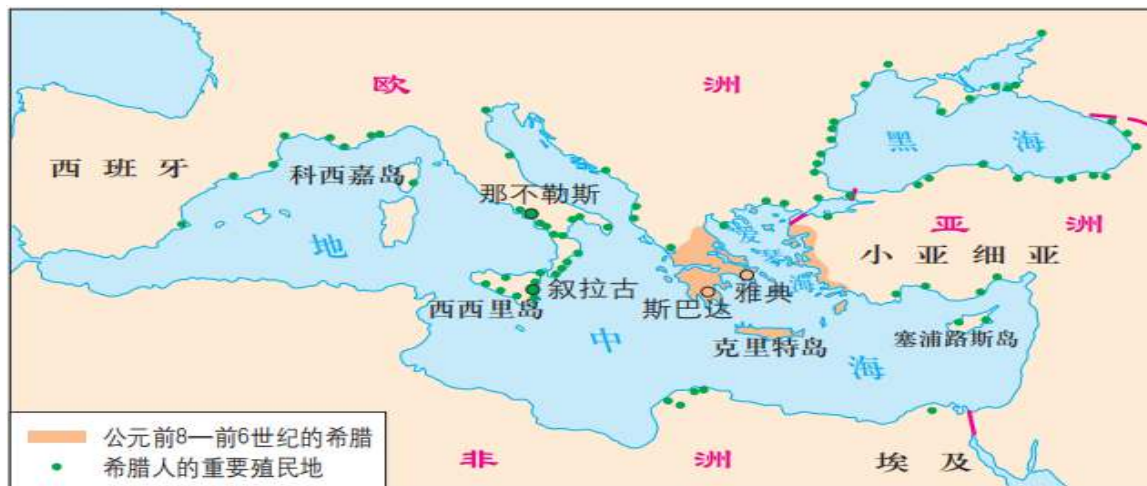 欧 洲
黑 海
西 班 牙
科西嘉岛
那不勒斯
亚 洲
地
爱琴海
小 亚 细 亚
叙拉古
雅典
西西里岛
斯巴达
中
克里特岛
塞浦路斯岛
海
公元前8—前6世纪的希腊
希腊人的重要殖民地
非 洲
埃 及